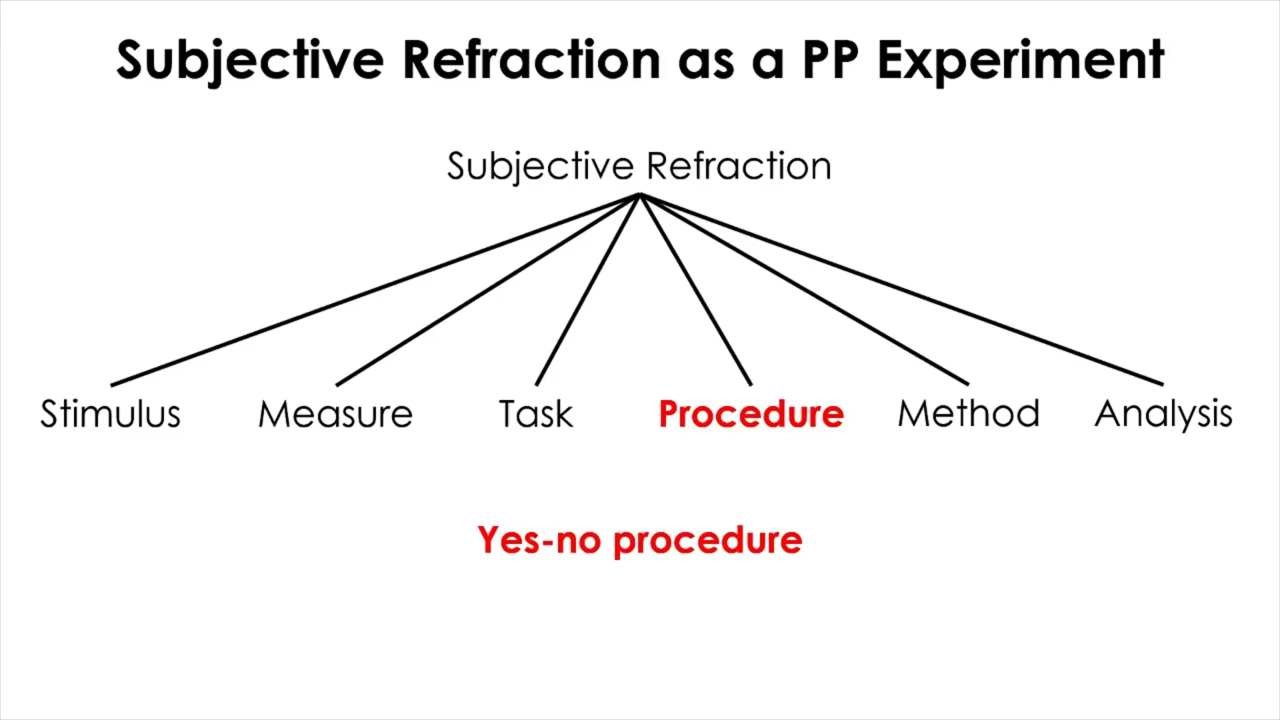 Subjective Refraction as a PP Experiment
Subjective Refraction
Stimulus Measure Task Procedure Method Analysis
Yes-no procedure